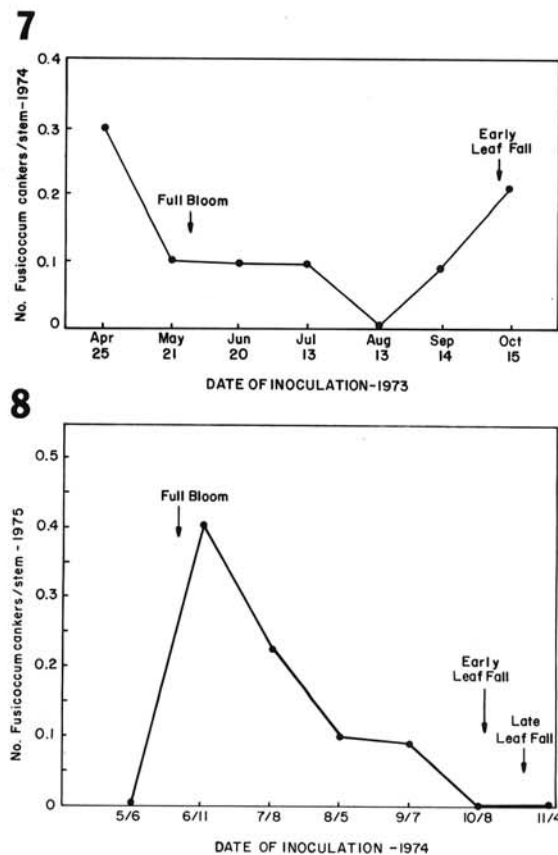 7
No. Fusicoccum cankers/stem-1974
0.4
0.3
0.2
0.1
0
Full Bloom
Early
Leaf Fall
Apr May Jun Jul Aug Sep Oct
25 21 20 13 13 14 15
DATE OF INOCULATION-1973
8
No. Fusicoccum cankers/stem-1975
0.5
0.4
0.3
0.2
0.1
0
Full Bloom
Early
Leaf Fall
Late
Leaf Fall
5/6 6/11 7/8 8/5 9/7 10/8 11/4
DATE OF INOCULATION-1974